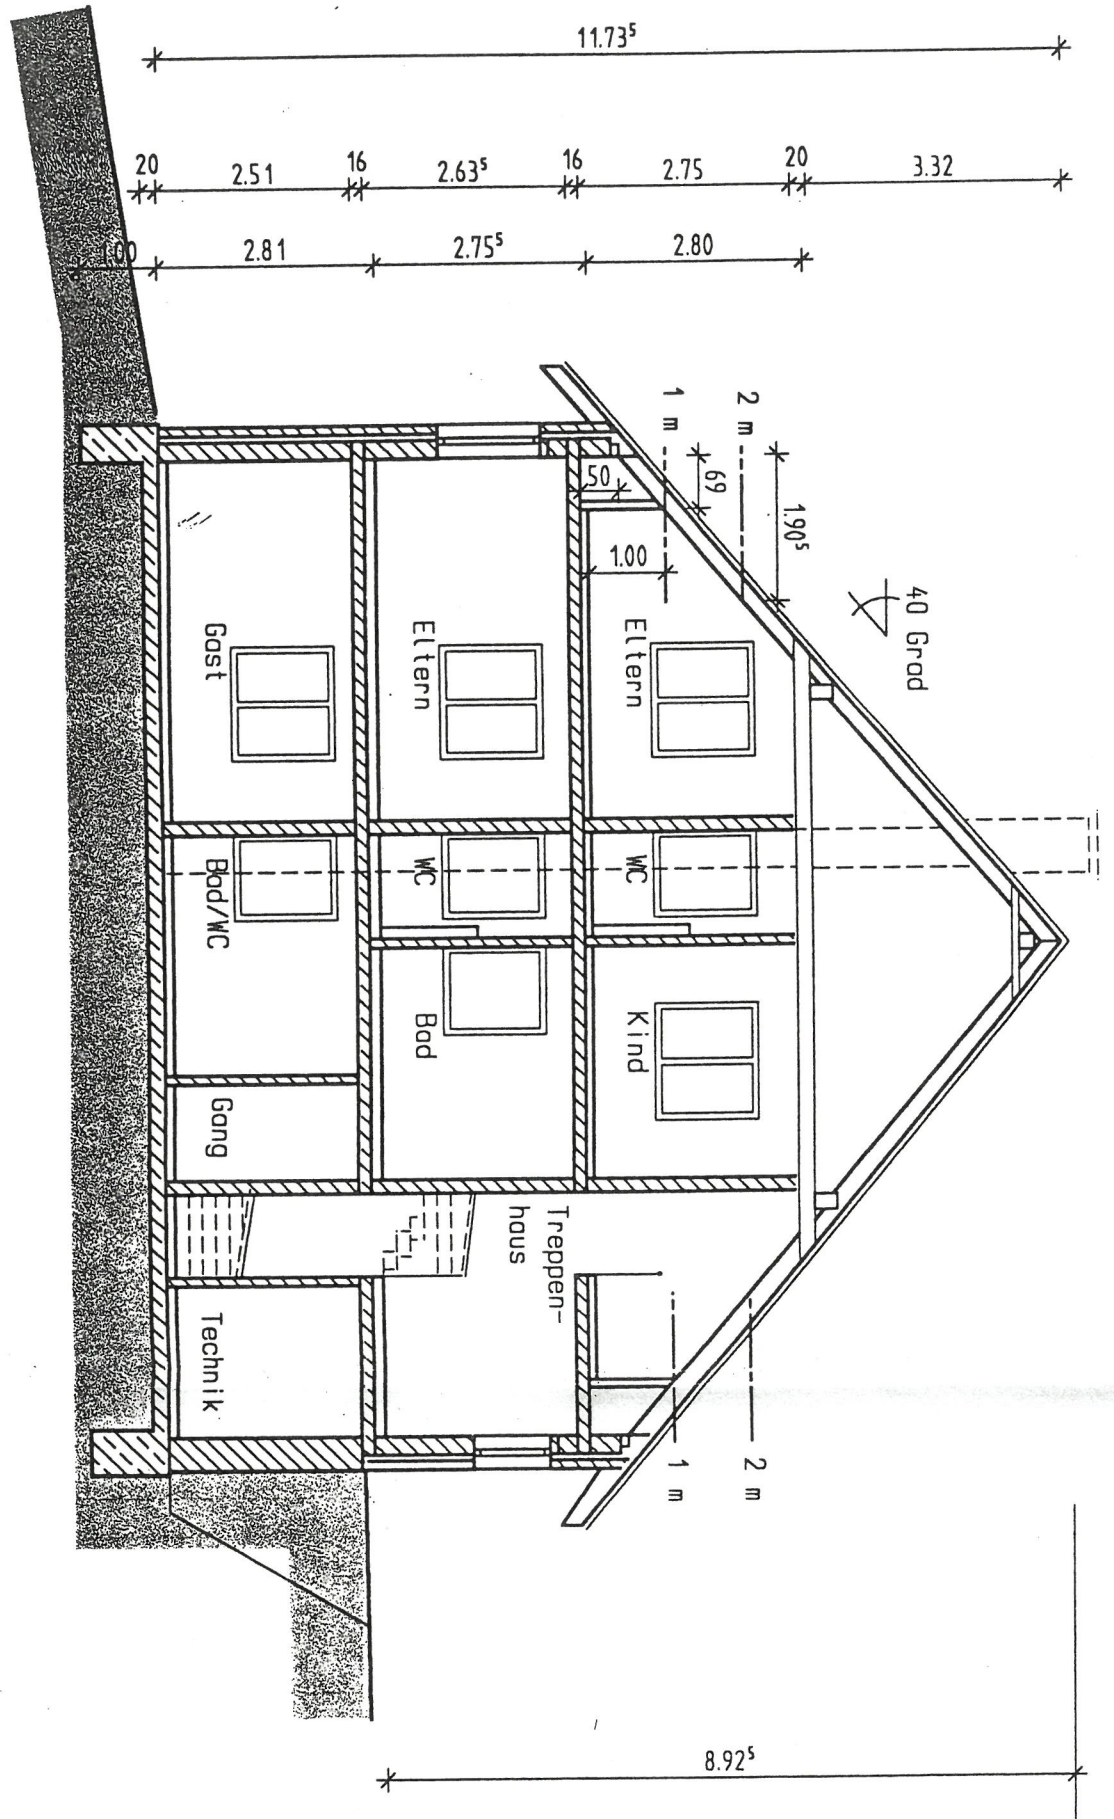 11.73⁵
20 2.51 16 2.63⁵ 16 2.75 20 3.32
1.00 2.81 2.75⁵ 2.80
2 m
1 m
69
50
1.90⁵
1.00
40 Grad
Gast
Eltern
Eltern
Bad/WC
WC
WC
Bad
Kind
Gang
Treppen-
haus
Technik
2 m
1 m
8.92⁵